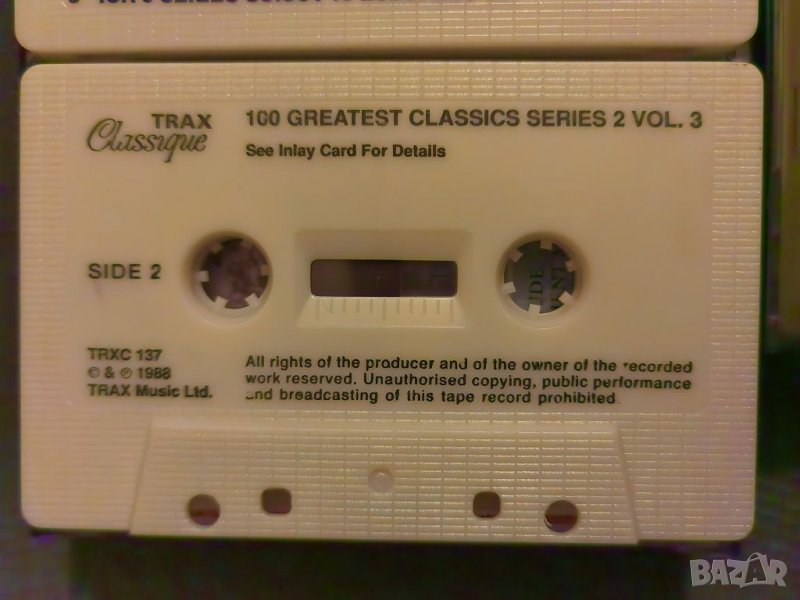 TRAX
Classique
100 GREATEST CLASSICS SERIES 2 VOL. 3
See Inlay Card For Details
SIDE 2
TRXC 137
© & ℗ 1988
TRAX Music Ltd.
All rights of the producer and of the owner of the recorded
work reserved. Unauthorised copying, public performance
and broadcasting of this tape record prohibited
BAZAR